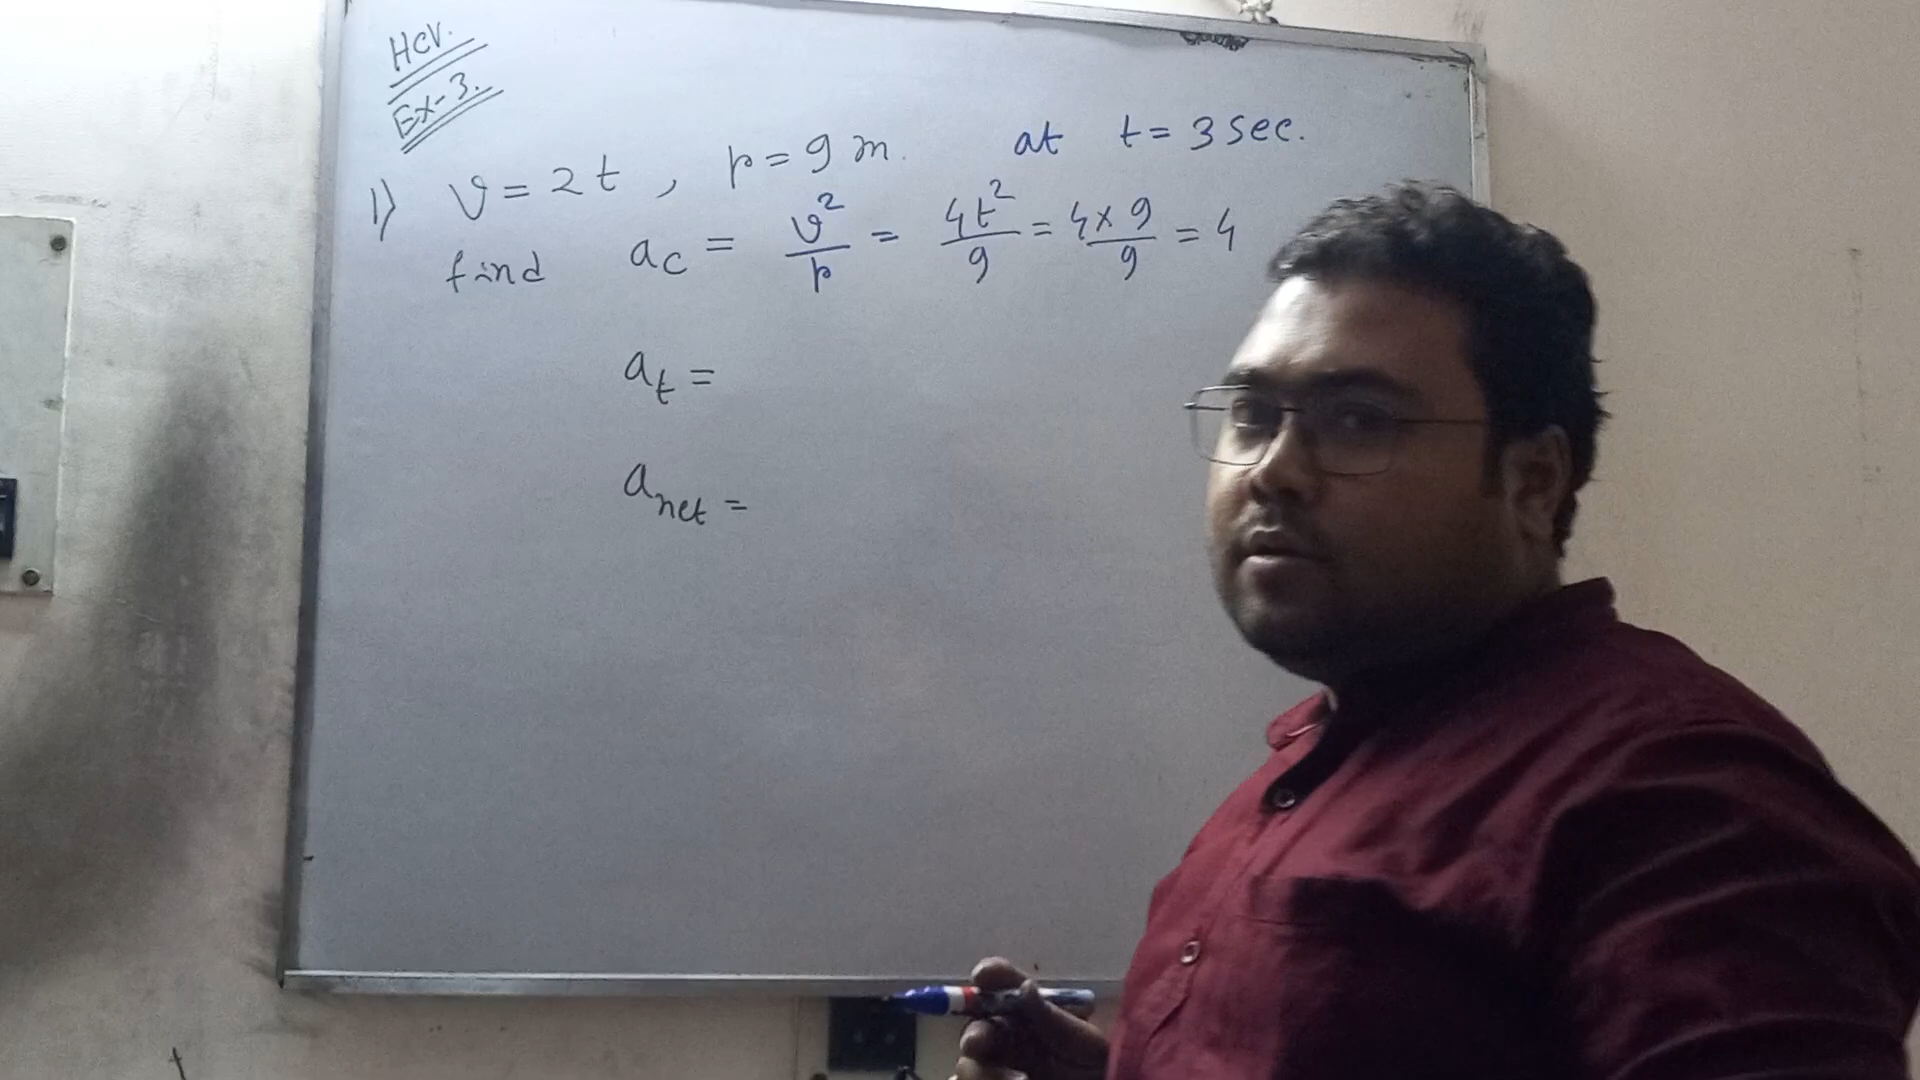 HCV.
Ex-3.
1) v = 2t , r = 9 m. at t = 3 sec.
find a_c = v²/r = 4t²/9 = 4×9/9 = 4
a_t =
a_net =